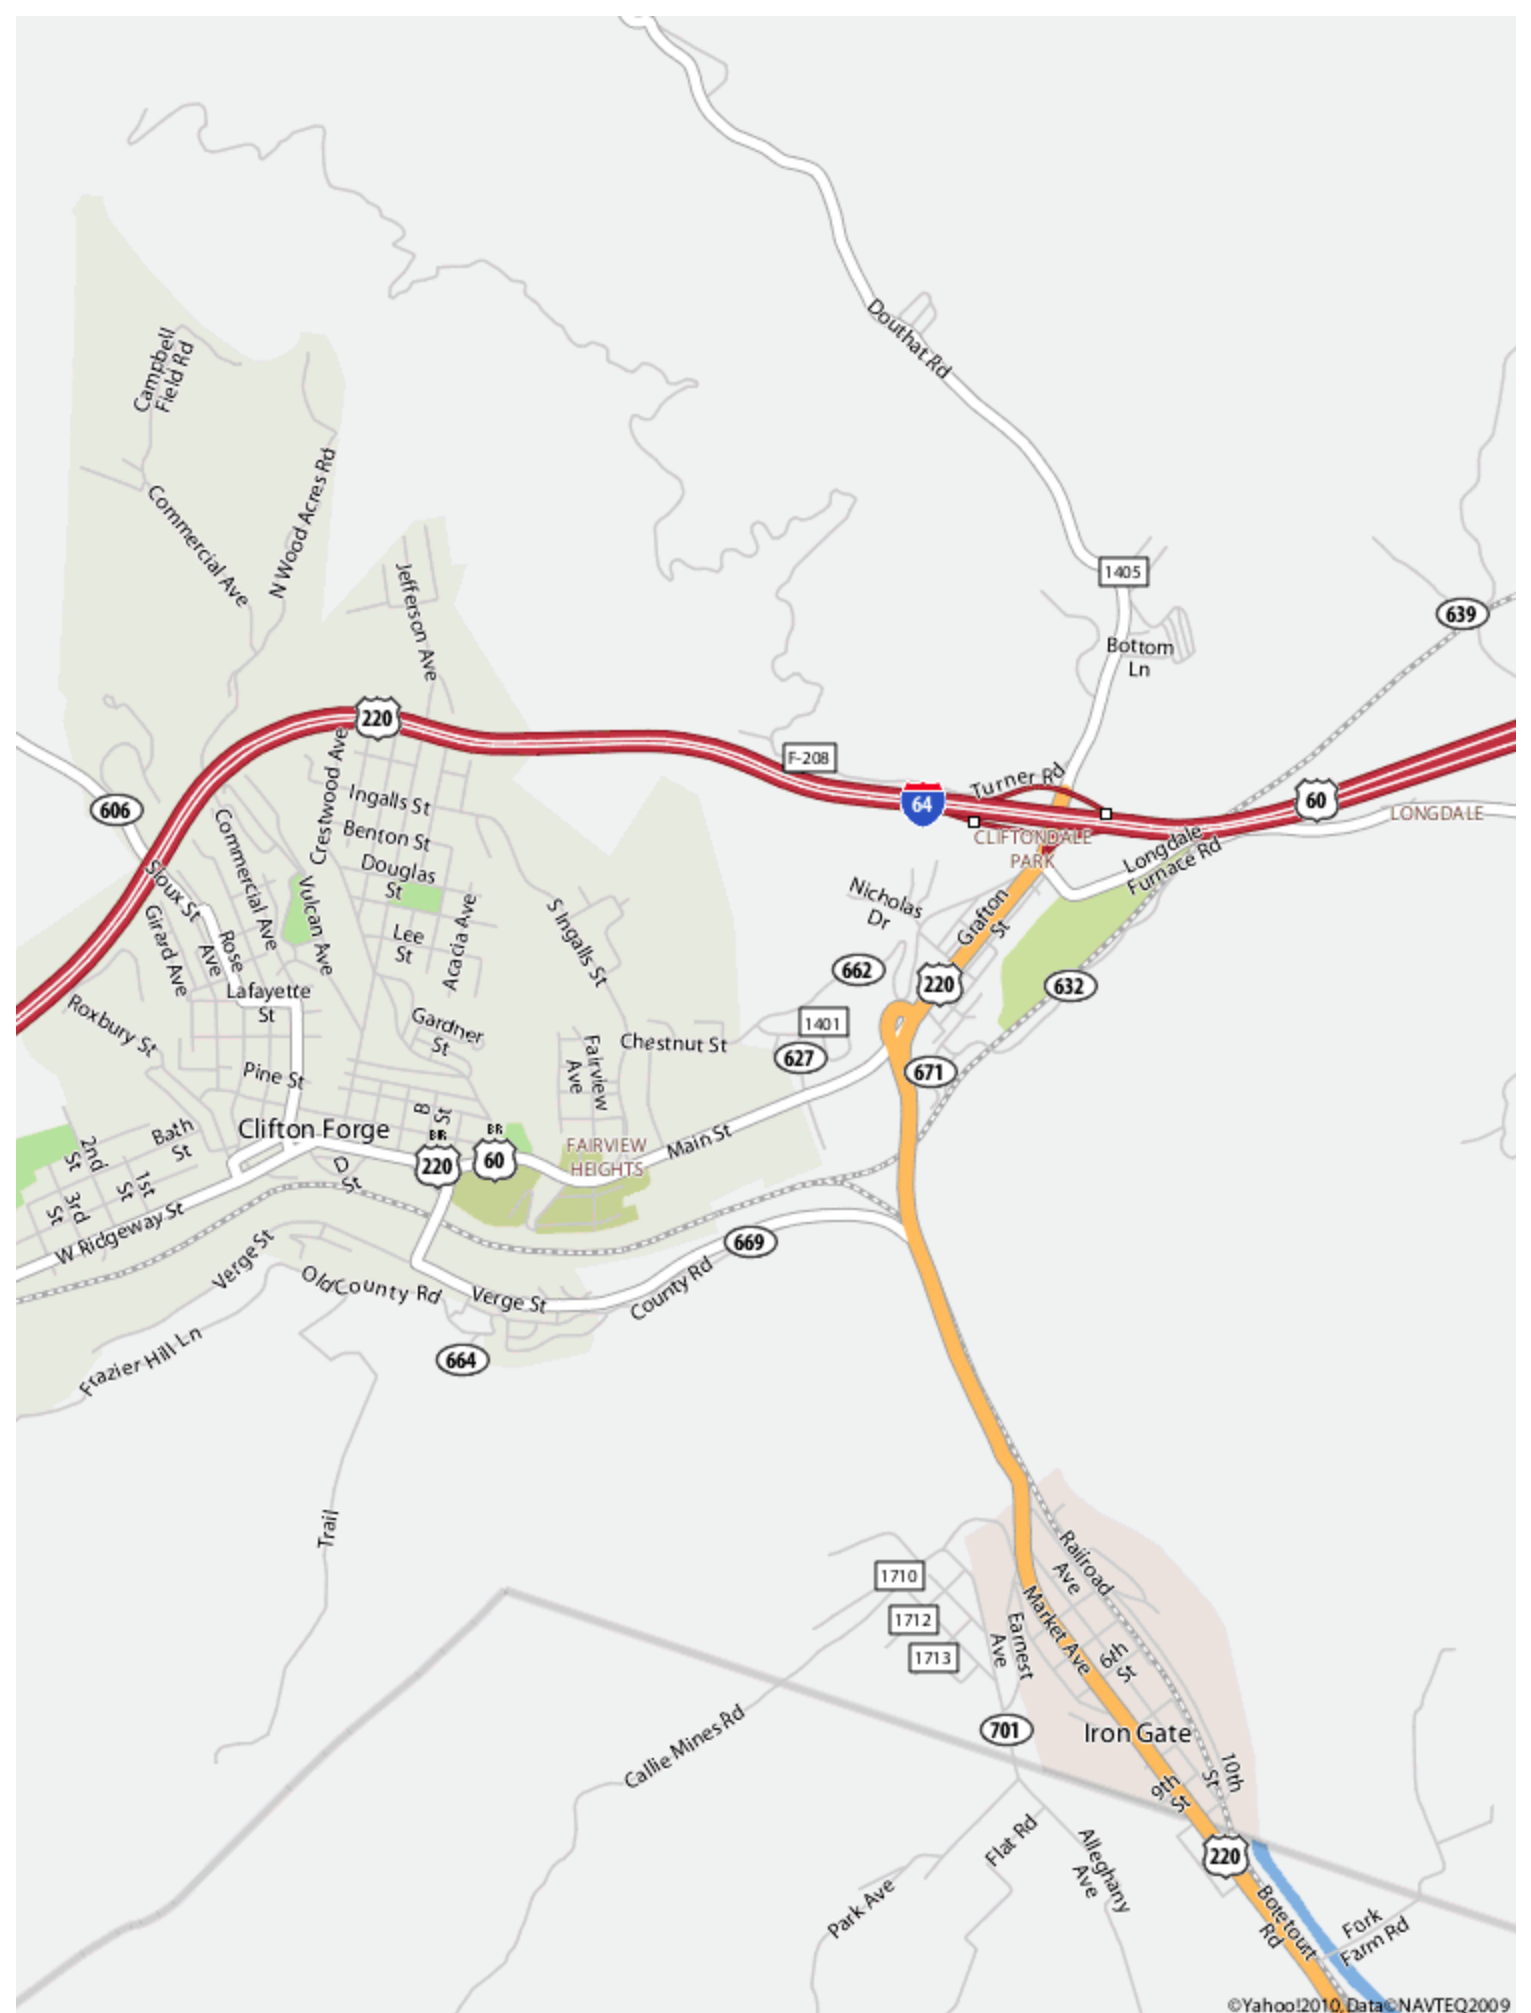 Douthat Rd
Campbell
Field Rd
N Wood Acres Rd
Commercial Ave
Jefferson Ave
1405
639
Bottom
Ln
220
F-208
Turner Rd
64
60
606
Crestwood Ave
Ingalls St
CLIFTONDALE
PARK
LONGDALE
Benton St
Longdale
Furnace Rd
Commercial Ave
Douglas
St
Sioux St
Vulcan Ave
Nicholas
Dr
Grafton
St
Girard Ave
Rose
Ave
Lee
St
Acacia Ave
S Ingalls St
662
220
632
Lafayette
St
Roxbury St
Gardner
St
1401
Chestnut St
Fairview
Ave
627
671
Pine St
B
St
Clifton Forge
Bath
St
BR
220
BR
60
FAIRVIEW
HEIGHTS
Main St
2nd
St
1st
St
3rd
St
D
St
W Ridgeway St
669
Verge St
Old County Rd
Verge St
County Rd
Frazier Hill Ln
664
Trail
Railroad
Ave
1710
1712
1713
Market Ave
Earnest
Ave
6th
St
701
Iron Gate
Callie Mines Rd
10th
St
9th
St
Flat Rd
Alleghany
Ave
220
Park Ave
Botetourt
Rd
Fork
Farm Rd
©Yahoo!2010, Data©NAVTEQ2009